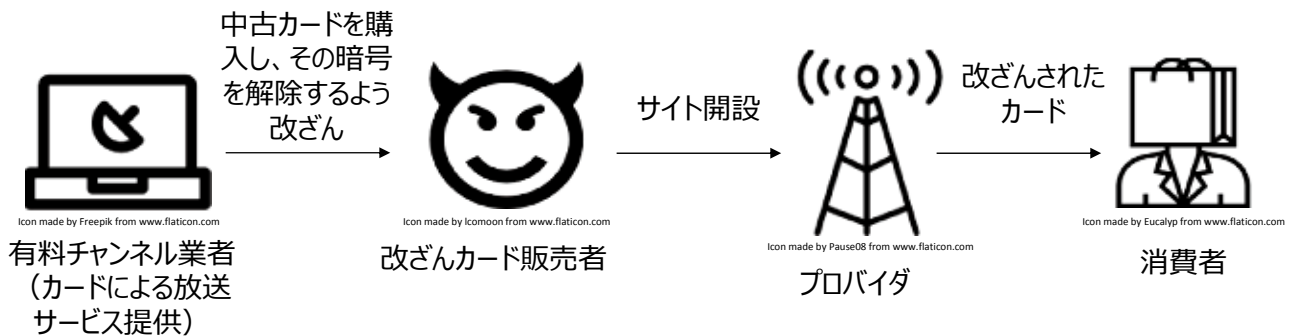 中古カードを購
入し、その暗号
を解除するよう
改ざん
サイト開設
改ざんされた
カード
Icon made by Freepik from www.flaticon.com
Icon made by Icomoon from www.flaticon.com
Icon made by Pause08 from www.flaticon.com
Icon made by Eucalyp from www.flaticon.com
有料チャンネル業者
（カードによる放送
サービス提供）
改ざんカード販売者
プロバイダ
消費者